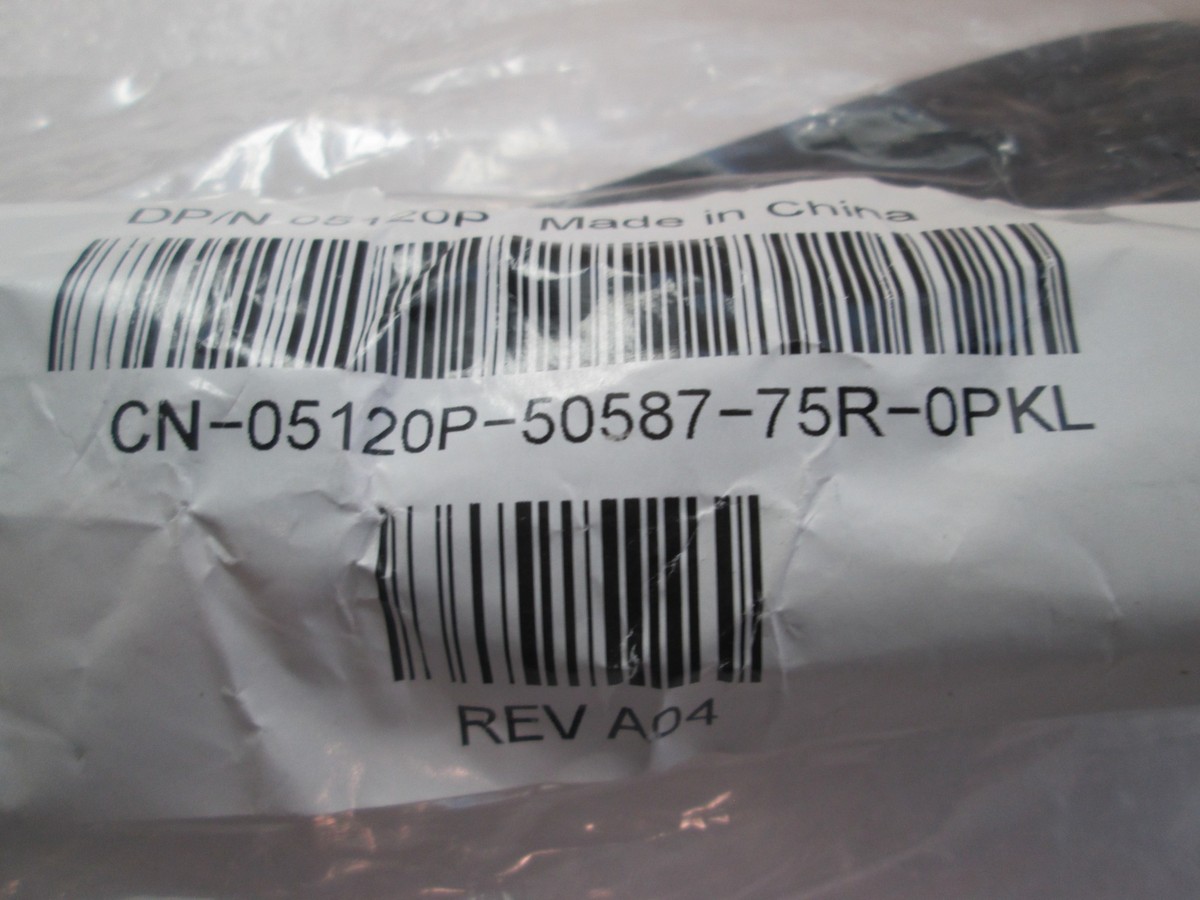 DP/N 05120p Made in China
CN-05120P-50587-75R-0PKL
REV A04